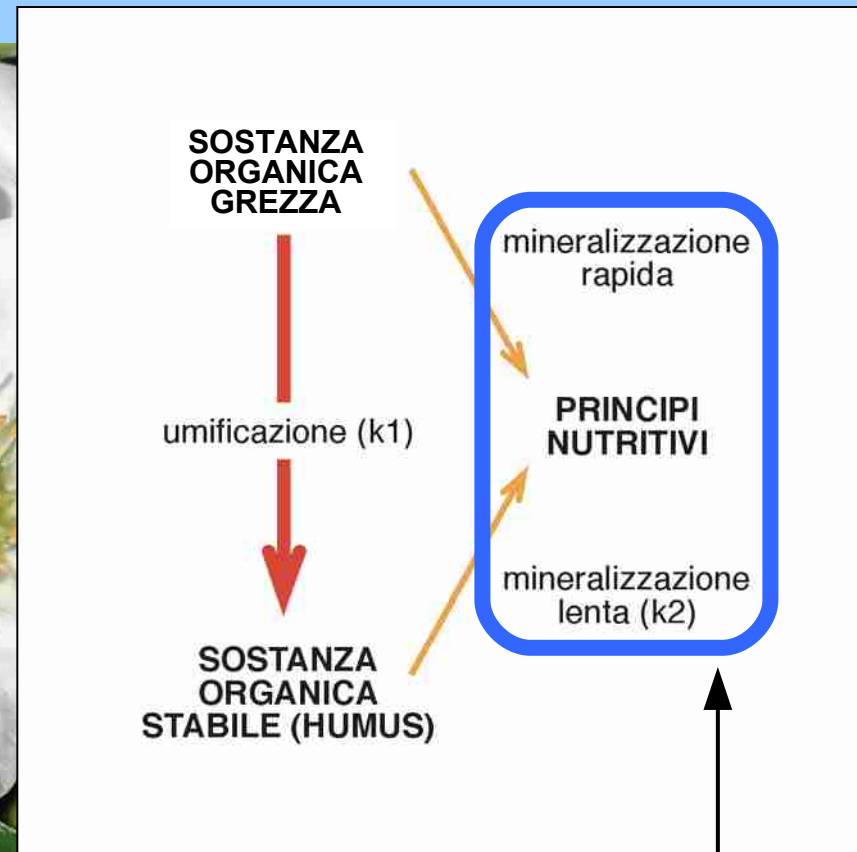 SOSTANZA
ORGANICA
GREZZA
mineralizzazione
rapida
umificazione (k1)
PRINCIPI
NUTRITIVI
mineralizzazione
lenta (k2)
SOSTANZA
ORGANICA
STABILE (HUMUS)